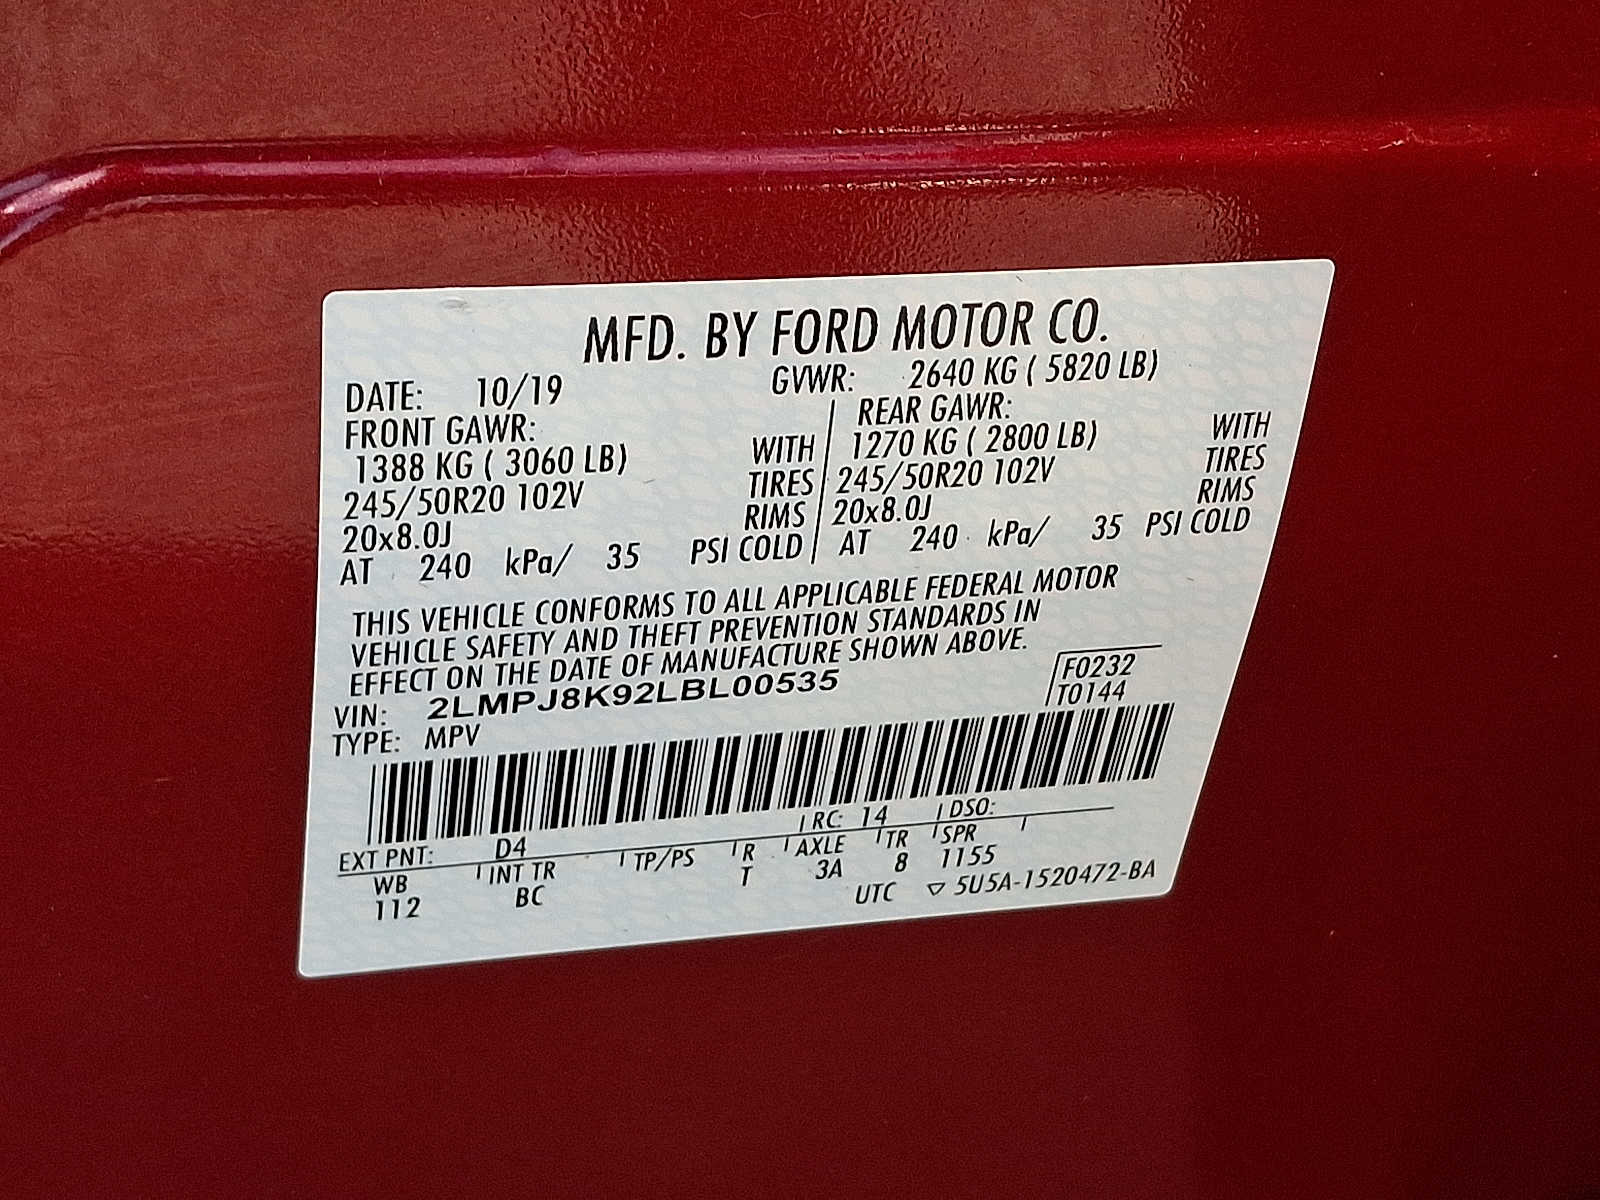 MFD. BY FORD MOTOR CO.
DATE: 10/19 GVWR: 2640 KG ( 5820 LB)
FRONT GAWR: REAR GAWR:
1388 KG ( 3060 LB) WITH 1270 KG ( 2800 LB) WITH
245/50R20 102V TIRES 245/50R20 102V TIRES
20x8.0J RIMS 20x8.0J RIMS
AT 240 kPa/ 35 PSI COLD AT 240 kPa/ 35 PSI COLD
THIS VEHICLE CONFORMS TO ALL APPLICABLE FEDERAL MOTOR
VEHICLE SAFETY AND THEFT PREVENTION STANDARDS IN
EFFECT ON THE DATE OF MANUFACTURE SHOWN ABOVE.
VIN: 2LMPJ8K92LBL00535 F0232
TYPE: MPV T0144
EXT PNT: D4 RC: 14 DSO:
WB INT TR TP/PS R AXLE TR SPR
112 BC T 3A 8 1155
UTC ▽ 5U5A-1520472-BA